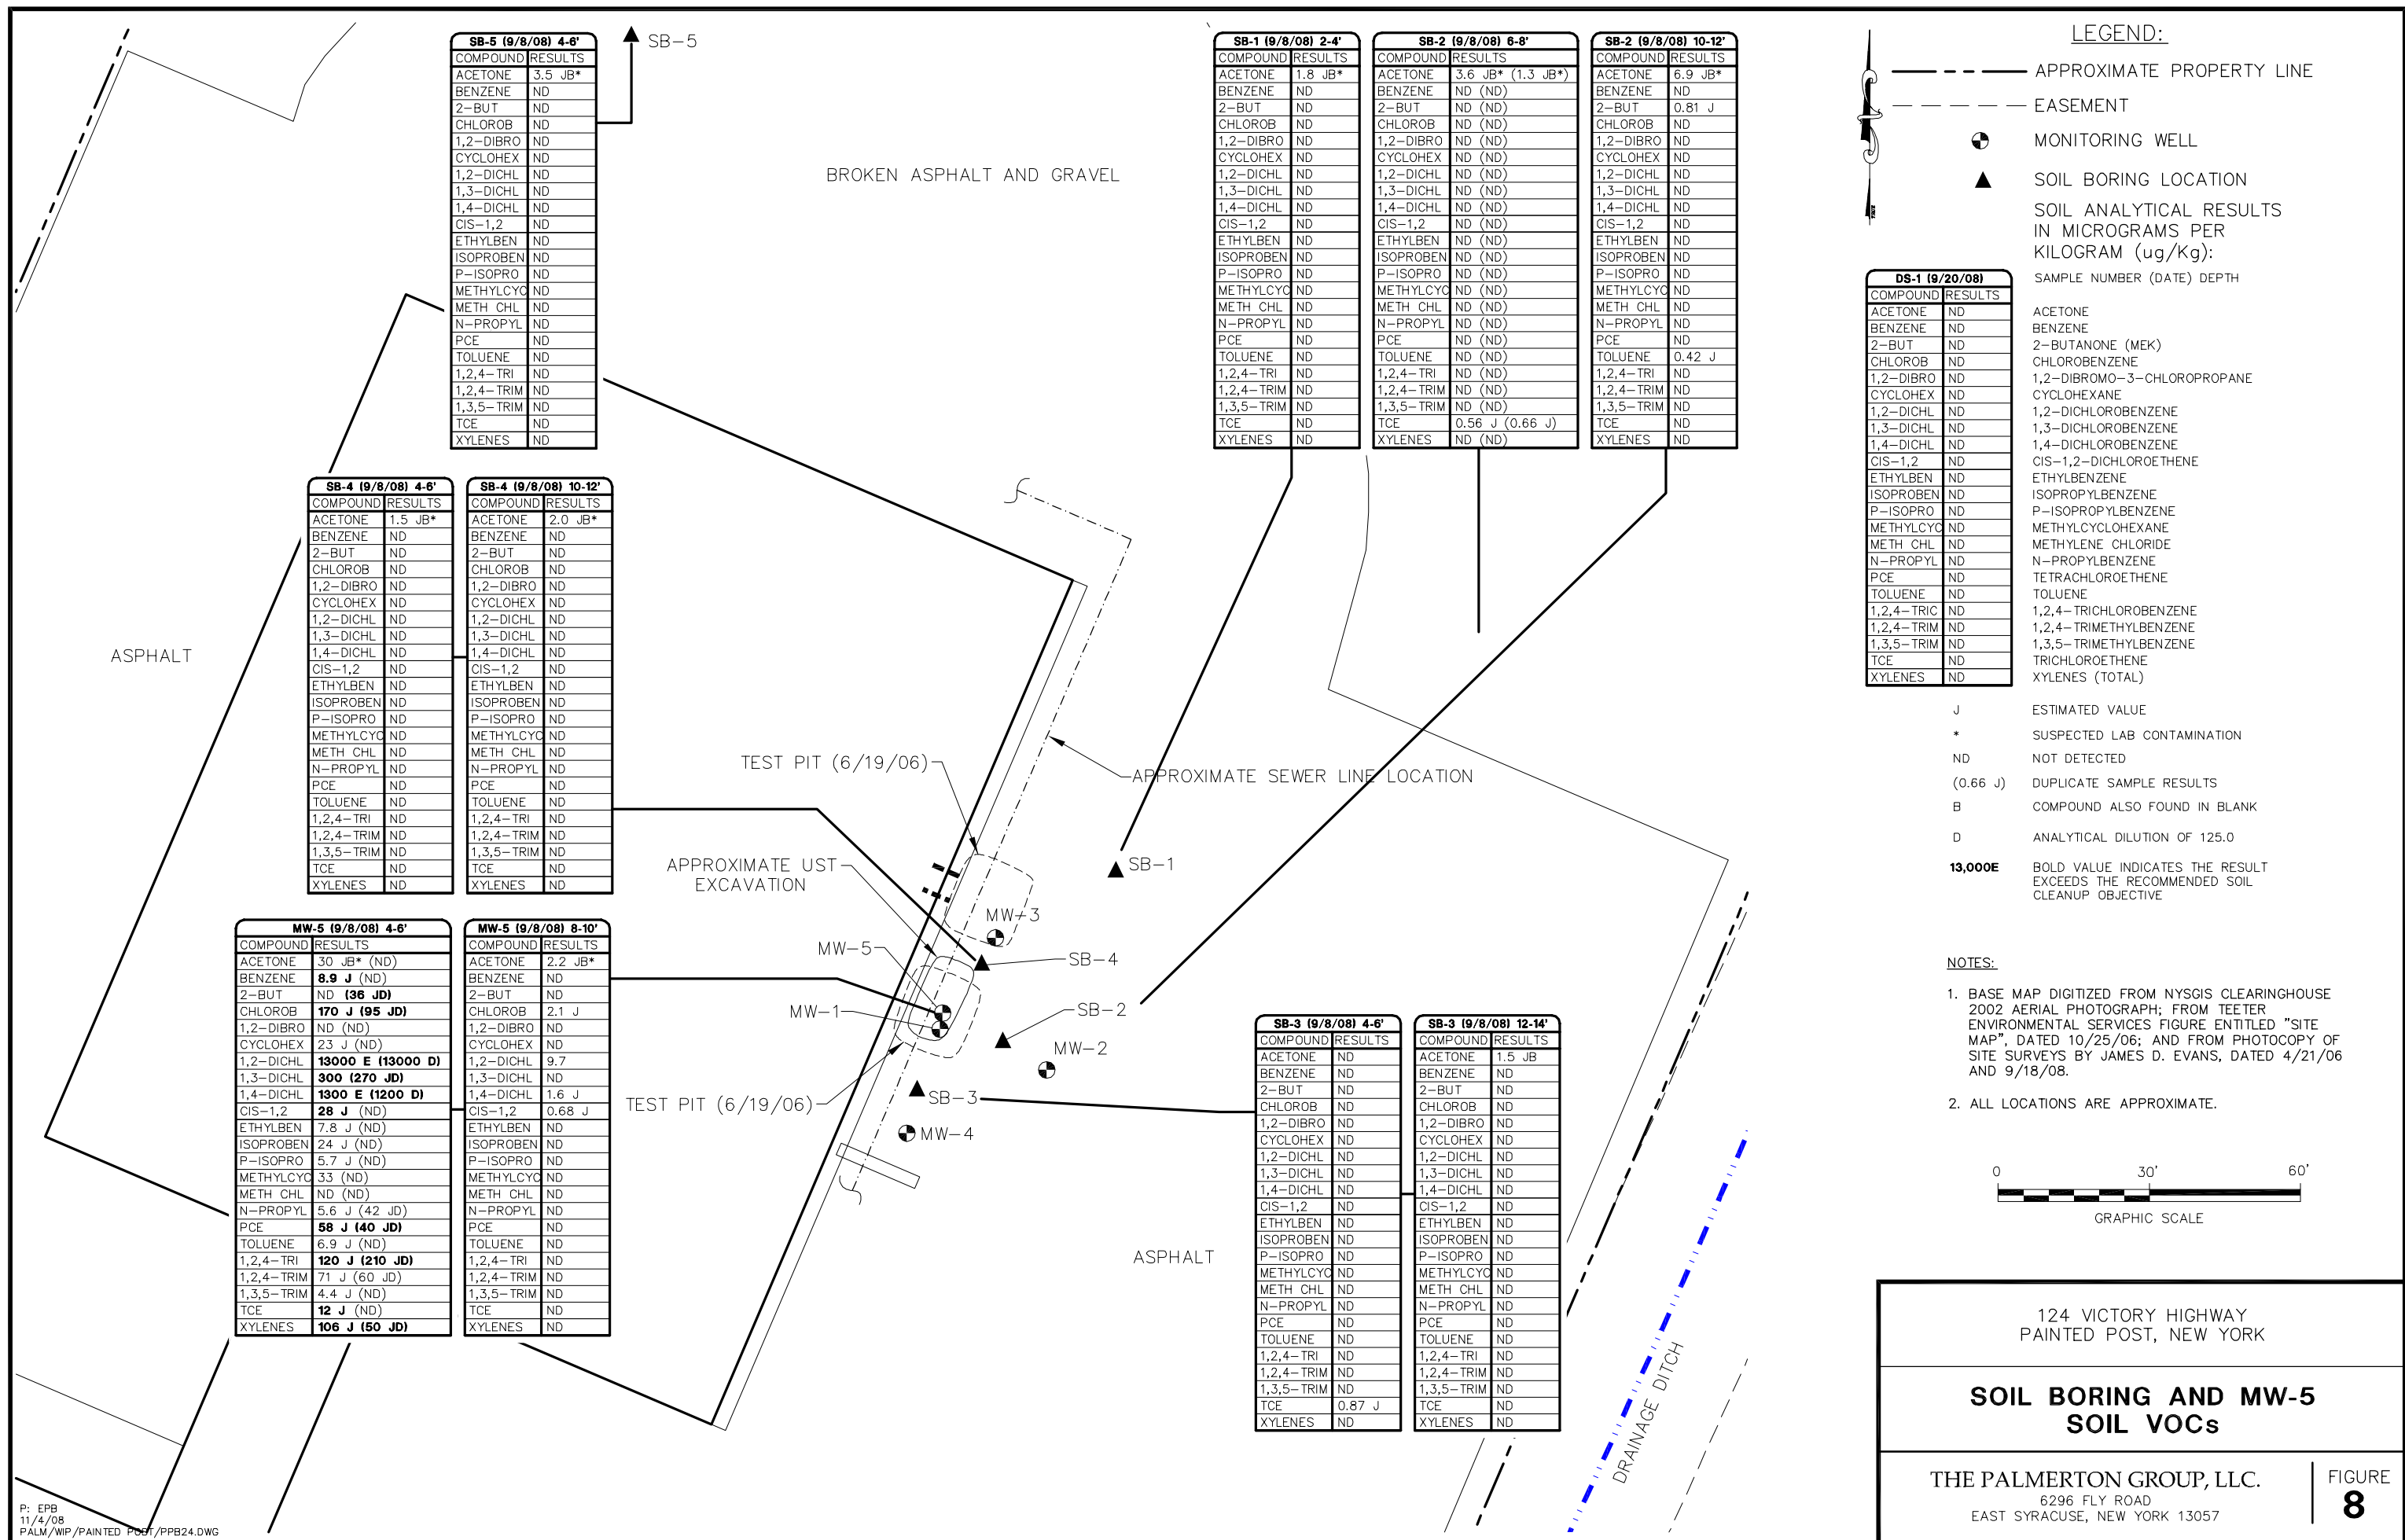 SB-5 (9/8/08) 4-6'
COMPOUND RESULTS
ACETONE 3.5 JB*
BENZENE ND
2-BUT ND
CHLOROB ND
1,2-DIBRO ND
CYCLOHEX ND
1,2-DICHL ND
1,3-DICHL ND
1,4-DICHL ND
CIS-1,2 ND
ETHYLBEN ND
ISOPROBEN ND
P-ISOPRO ND
METHYLCYC ND
METH CHL ND
N-PROPYL ND
PCE ND
TOLUENE ND
1,2,4-TRI ND
1,2,4-TRIM ND
1,3,5-TRIM ND
TCE ND
XYLENES ND
SB-5
BROKEN ASPHALT AND GRAVEL
SB-1 (9/8/08) 2-4'
COMPOUND RESULTS
ACETONE 1.8 JB*
BENZENE ND
2-BUT ND
CHLOROB ND
1,2-DIBRO ND
CYCLOHEX ND
1,2-DICHL ND
1,3-DICHL ND
1,4-DICHL ND
CIS-1,2 ND
ETHYLBEN ND
ISOPROBEN ND
P-ISOPRO ND
METHYLCYC ND
METH CHL ND
N-PROPYL ND
PCE ND
TOLUENE ND
1,2,4-TRI ND
1,2,4-TRIM ND
1,3,5-TRIM ND
TCE ND
XYLENES ND
SB-2 (9/8/08) 6-8'
COMPOUND RESULTS
ACETONE 3.6 JB* (1.3 JB*)
BENZENE ND (ND)
2-BUT ND (ND)
CHLOROB ND (ND)
1,2-DIBRO ND (ND)
CYCLOHEX ND (ND)
1,2-DICHL ND (ND)
1,3-DICHL ND (ND)
1,4-DICHL ND (ND)
CIS-1,2 ND (ND)
ETHYLBEN ND (ND)
ISOPROBEN ND (ND)
P-ISOPRO ND (ND)
METHYLCYC ND (ND)
METH CHL ND (ND)
N-PROPYL ND (ND)
PCE ND (ND)
TOLUENE ND (ND)
1,2,4-TRI ND (ND)
1,2,4-TRIM ND (ND)
1,3,5-TRIM ND (ND)
TCE 0.56 J (0.66 J)
XYLENES ND (ND)
SB-2 (9/8/08) 10-12'
COMPOUND RESULTS
ACETONE 6.9 JB*
BENZENE ND
2-BUT 0.81 J
CHLOROB ND
1,2-DIBRO ND
CYCLOHEX ND
1,2-DICHL ND
1,3-DICHL ND
1,4-DICHL ND
CIS-1,2 ND
ETHYLBEN ND
ISOPROBEN ND
P-ISOPRO ND
METHYLCYC ND
METH CHL ND
N-PROPYL ND
PCE ND
TOLUENE 0.42 J
1,2,4-TRI ND
1,2,4-TRIM ND
1,3,5-TRIM ND
TCE ND
XYLENES ND
LEGEND:
APPROXIMATE PROPERTY LINE
EASEMENT
MONITORING WELL
SOIL BORING LOCATION
SOIL ANALYTICAL RESULTS
IN MICROGRAMS PER
KILOGRAM (ug/Kg):
SAMPLE NUMBER (DATE) DEPTH
DS-1 (9/20/08)
COMPOUND RESULTS
ACETONE ND ACETONE
BENZENE ND BENZENE
2-BUT ND 2-BUTANONE (MEK)
CHLOROB ND CHLOROBENZENE
1,2-DIBRO ND 1,2-DIBROMO-3-CHLOROPROPANE
CYCLOHEX ND CYCLOHEXANE
1,2-DICHL ND 1,2-DICHLOROBENZENE
1,3-DICHL ND 1,3-DICHLOROBENZENE
1,4-DICHL ND 1,4-DICHLOROBENZENE
CIS-1,2 ND CIS-1,2-DICHLOROETHENE
ETHYLBEN ND ETHYLBENZENE
ISOPROBEN ND ISOPROPYLBENZENE
P-ISOPRO ND P-ISOPROPYLBENZENE
METHYLCYC ND METHYLCYCLOHEXANE
METH CHL ND METHYLENE CHLORIDE
N-PROPYL ND N-PROPYLBENZENE
PCE ND TETRACHLOROETHENE
TOLUENE ND TOLUENE
1,2,4-TRIC ND 1,2,4-TRICHLOROBENZENE
1,2,4-TRIM ND 1,2,4-TRIMETHYLBENZENE
1,3,5-TRIM ND 1,3,5-TRIMETHYLBENZENE
TCE ND TRICHLOROETHENE
XYLENES ND XYLENES (TOTAL)
J ESTIMATED VALUE
* SUSPECTED LAB CONTAMINATION
ND NOT DETECTED
(0.66 J) DUPLICATE SAMPLE RESULTS
B COMPOUND ALSO FOUND IN BLANK
D ANALYTICAL DILUTION OF 125.0
13,000E BOLD VALUE INDICATES THE RESULT
EXCEEDS THE RECOMMENDED SOIL
CLEANUP OBJECTIVE
NOTES:
1. BASE MAP DIGITIZED FROM NYSGIS CLEARINGHOUSE
2002 AERIAL PHOTOGRAPH; FROM TEETER
ENVIRONMENTAL SERVICES FIGURE ENTITLED "SITE
MAP", DATED 10/25/06; AND FROM PHOTOCOPY OF
SITE SURVEYS BY JAMES D. EVANS, DATED 4/21/06
AND 9/18/08.
2. ALL LOCATIONS ARE APPROXIMATE.
0 30' 60'
GRAPHIC SCALE
SB-4 (9/8/08) 4-6'
COMPOUND RESULTS
ACETONE 1.5 JB*
BENZENE ND
2-BUT ND
CHLOROB ND
1,2-DIBRO ND
CYCLOHEX ND
1,2-DICHL ND
1,3-DICHL ND
1,4-DICHL ND
CIS-1,2 ND
ETHYLBEN ND
ISOPROBEN ND
P-ISOPRO ND
METHYLCYC ND
METH CHL ND
N-PROPYL ND
PCE ND
TOLUENE ND
1,2,4-TRI ND
1,2,4-TRIM ND
1,3,5-TRIM ND
TCE ND
XYLENES ND
SB-4 (9/8/08) 10-12'
COMPOUND RESULTS
ACETONE 2.0 JB*
BENZENE ND
2-BUT ND
CHLOROB ND
1,2-DIBRO ND
CYCLOHEX ND
1,2-DICHL ND
1,3-DICHL ND
1,4-DICHL ND
CIS-1,2 ND
ETHYLBEN ND
ISOPROBEN ND
P-ISOPRO ND
METHYLCYC ND
METH CHL ND
N-PROPYL ND
PCE ND
TOLUENE ND
1,2,4-TRI ND
1,2,4-TRIM ND
1,3,5-TRIM ND
TCE ND
XYLENES ND
ASPHALT
TEST PIT (6/19/06)
APPROXIMATE SEWER LINE LOCATION
APPROXIMATE UST
EXCAVATION
SB-1
MW-3
MW-5
SB-4
MW-1
SB-2
MW-2
TEST PIT (6/19/06)
SB-3
MW-4
MW-5 (9/8/08) 4-6'
COMPOUND RESULTS
ACETONE 30 JB* (ND)
BENZENE 8.9 J (ND)
2-BUT ND (36 JD)
CHLOROB 170 J (95 JD)
1,2-DIBRO ND (ND)
CYCLOHEX 23 J (ND)
1,2-DICHL 13000 E (13000 D)
1,3-DICHL 300 (270 JD)
1,4-DICHL 1300 E (1200 D)
CIS-1,2 28 J (ND)
ETHYLBEN 7.8 J (ND)
ISOPROBEN 24 J (ND)
P-ISOPRO 5.7 J (ND)
METHYLCYC 33 (ND)
METH CHL ND (ND)
N-PROPYL 5.6 J (42 JD)
PCE 58 J (40 JD)
TOLUENE 6.9 J (ND)
1,2,4-TRI 120 J (210 JD)
1,2,4-TRIM 71 J (60 JD)
1,3,5-TRIM 4.4 J (ND)
TCE 12 J (ND)
XYLENES 106 J (50 JD)
MW-5 (9/8/08) 8-10'
COMPOUND RESULTS
ACETONE 2.2 JB*
BENZENE ND
2-BUT ND
CHLOROB 2.1 J
1,2-DIBRO ND
CYCLOHEX ND
1,2-DICHL 9.7
1,3-DICHL ND
1,4-DICHL 1.6 J
CIS-1,2 0.68 J
ETHYLBEN ND
ISOPROBEN ND
P-ISOPRO ND
METHYLCYC ND
METH CHL ND
N-PROPYL ND
PCE ND
TOLUENE ND
1,2,4-TRI ND
1,2,4-TRIM ND
1,3,5-TRIM ND
TCE ND
XYLENES ND
SB-3 (9/8/08) 4-6'
COMPOUND RESULTS
ACETONE ND
BENZENE ND
2-BUT ND
CHLOROB ND
1,2-DIBRO ND
CYCLOHEX ND
1,2-DICHL ND
1,3-DICHL ND
1,4-DICHL ND
CIS-1,2 ND
ETHYLBEN ND
ISOPROBEN ND
P-ISOPRO ND
METHYLCYC ND
METH CHL ND
N-PROPYL ND
PCE ND
TOLUENE ND
1,2,4-TRI ND
1,2,4-TRIM ND
1,3,5-TRIM ND
TCE 0.87 J
XYLENES ND
SB-3 (9/8/08) 12-14'
COMPOUND RESULTS
ACETONE 1.5 JB
BENZENE ND
2-BUT ND
CHLOROB ND
1,2-DIBRO ND
CYCLOHEX ND
1,2-DICHL ND
1,3-DICHL ND
1,4-DICHL ND
CIS-1,2 ND
ETHYLBEN ND
ISOPROBEN ND
P-ISOPRO ND
METHYLCYC ND
METH CHL ND
N-PROPYL ND
PCE ND
TOLUENE ND
1,2,4-TRI ND
1,2,4-TRIM ND
1,3,5-TRIM ND
TCE ND
XYLENES ND
ASPHALT
DRAINAGE DITCH
124 VICTORY HIGHWAY
PAINTED POST, NEW YORK
SOIL BORING AND MW-5
SOIL VOCs
THE PALMERTON GROUP, LLC.
6296 FLY ROAD
EAST SYRACUSE, NEW YORK 13057
FIGURE
8
P: EPB
11/4/08
PALM/WIP/PAINTED POST/PPB24.DWG